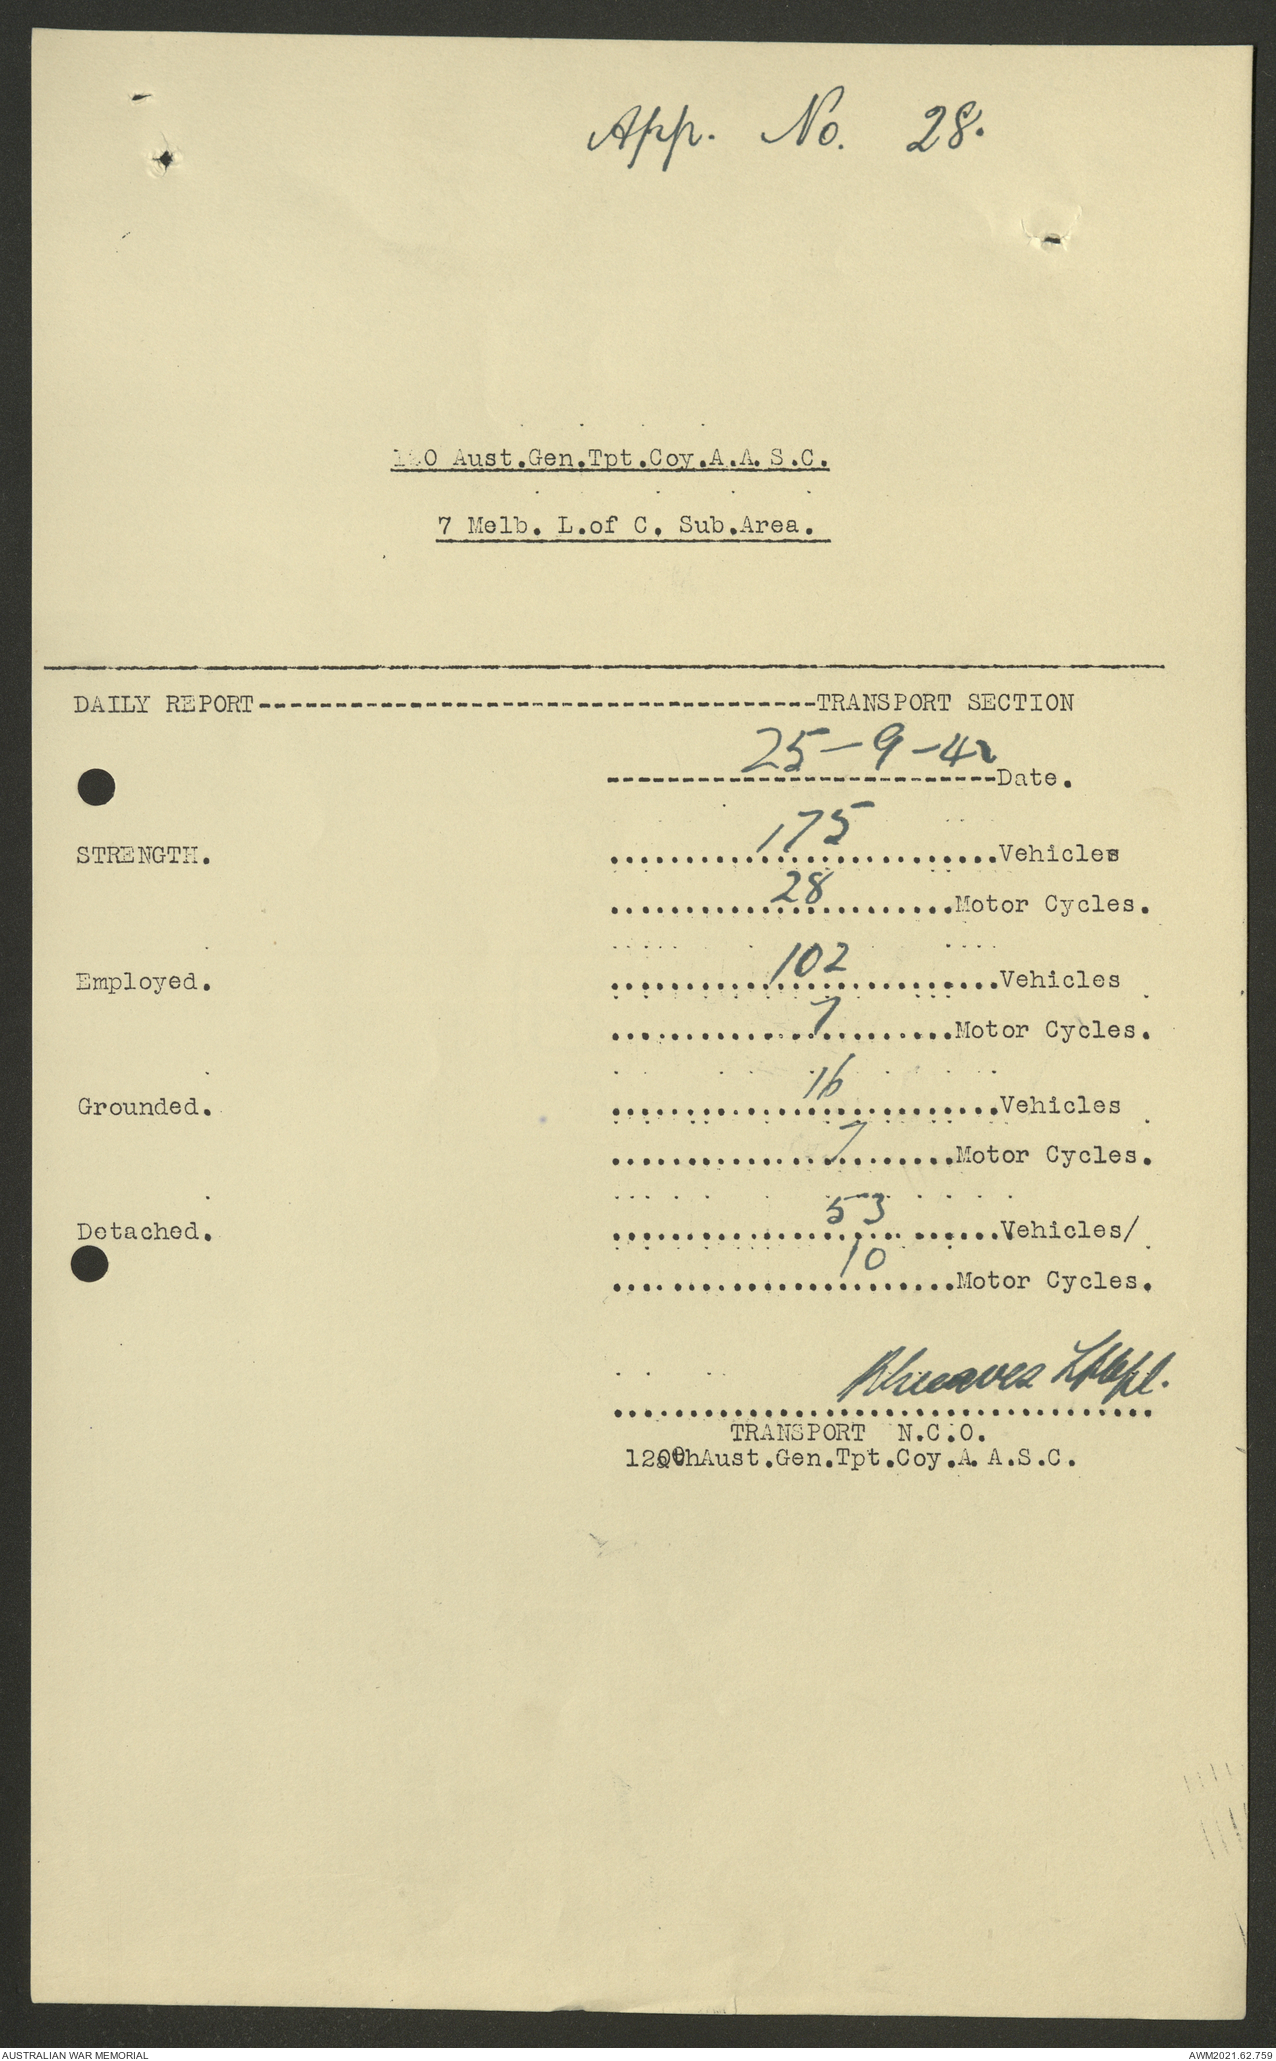 App. No. 28.
120 Aust.Gen.Tpt.Coy.A.A.S.C.
7 Melb. L.of C. Sub.Area.
DAILY REPORT-------------------------------------TRANSPORT SECTION
25-9-42
--------------------------Date.
STRENGTH. 175 Vehicles
28 Motor Cycles.
Employed. 102 Vehicles
7 Motor Cycles.
Grounded. 16 Vehicles
7 Motor Cycles.
Detached. 53 Vehicles/
10 Motor Cycles.
TRANSPORT N.C.O.
120thAust.Gen.Tpt.Coy.A.A.S.C.
AUSTRALIAN WAR MEMORIAL
AWM2021.62.759